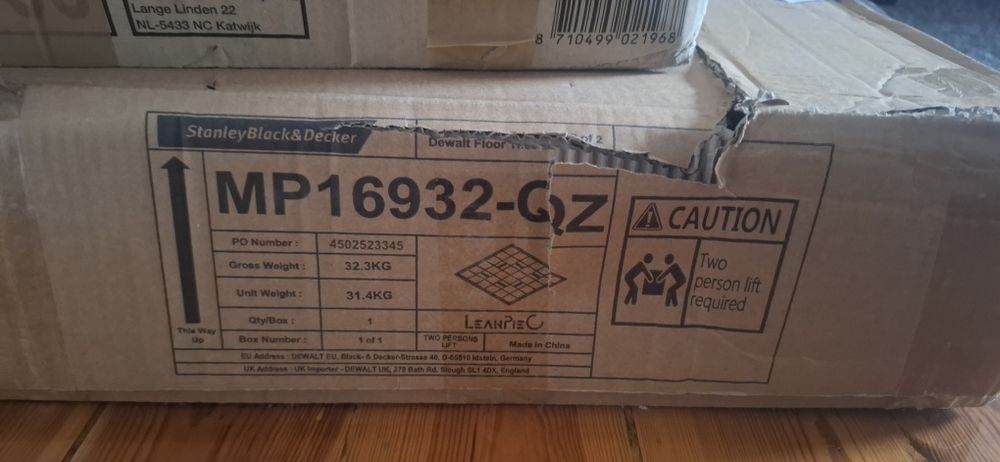 Lange Linden 22
NL-5433 NC Katwijk
8 710499 021968
StanleyBlack&Decker
Dewalt Floor of 2
MP16932-QZ
PO Number : 4502523345
Gross Weight : 32.3KG
Unit Weight : 31.4KG
Qty/Box : 1
Box Number : 1 of 1
This Way
Up
LEANPIEC
TWO PERSONS
LIFT
Made in China
EU Address : DEWALT EU, Black- & Decker-Strasse 40, D-65510 Idstein, Germany
UK Address : UK Importer - DEWALT UK, 270 Bath Rd, Slough SL1 4DX, England
CAUTION
Two
person lift
required